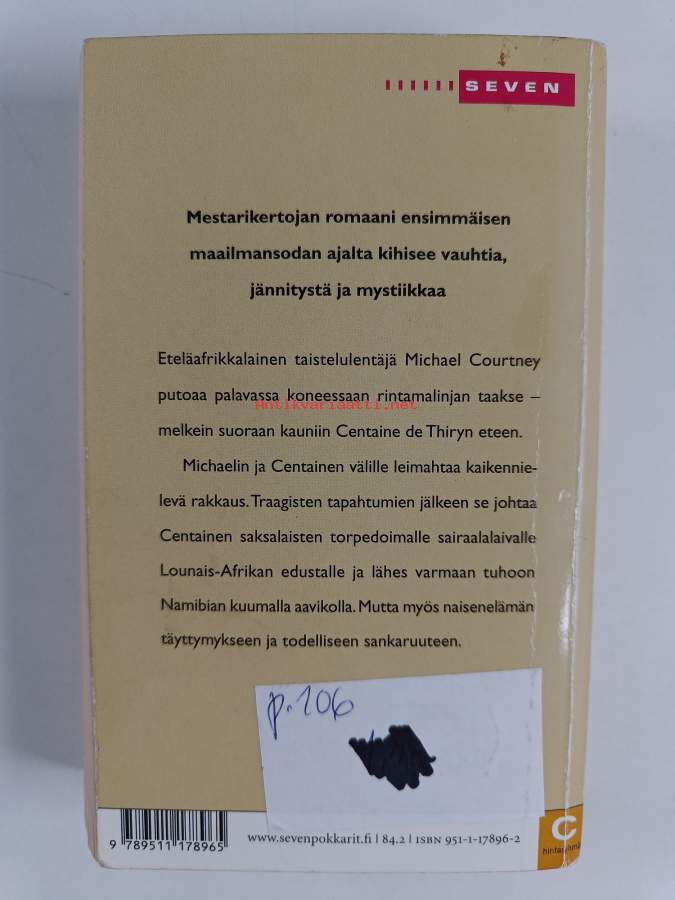 SEVEN
Mestarikertojan romaani ensimmäisen
maailmansodan ajalta kihisee vauhtia,
jännitystä ja mystiikkaa
Eteläafrikkalainen taistelulentäjä Michael Courtney
putoaa palavassa koneessaan rintamalinjan taakse –
Antikvariaatti.net
melkein suoraan kauniin Centaine de Thiryn eteen.
Michaelin ja Centainen välille leimahtaa kaikennie-
levä rakkaus. Traagisten tapahtumien jälkeen se johtaa
Centainen saksalaisten torpedoimalle sairaalalaivalle
Lounais-Afrikan edustalle ja lähes varmaan tuhoon
Namibian kuumalla aavikolla. Mutta myös naisenelämän
täyttymykseen ja todelliseen sankaruuteen.
p.106
C
9 789511 178965
www.sevenpokkarit.fi | 84.2 | ISBN 951-1-17896-2